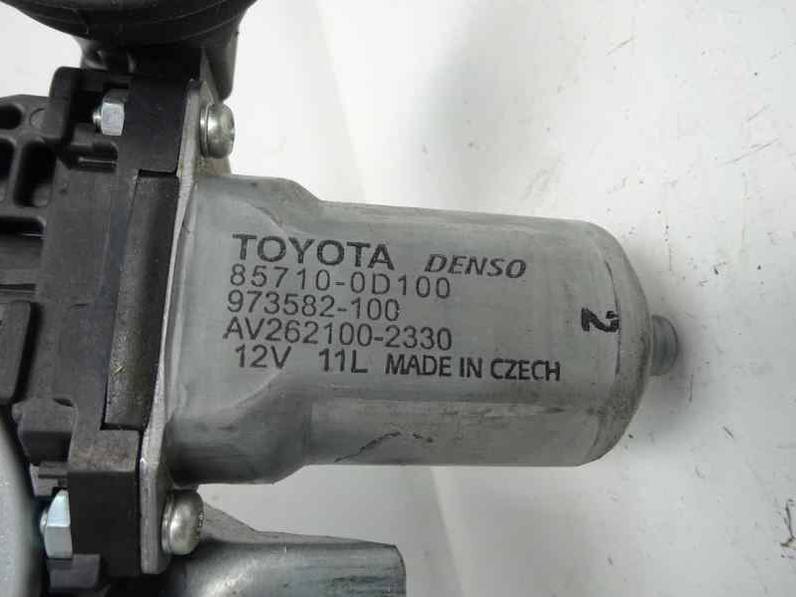 TOYOTA DENSO
85710-0D100
973582-100
AV262100-2330
12V 11L MADE IN CZECH
2